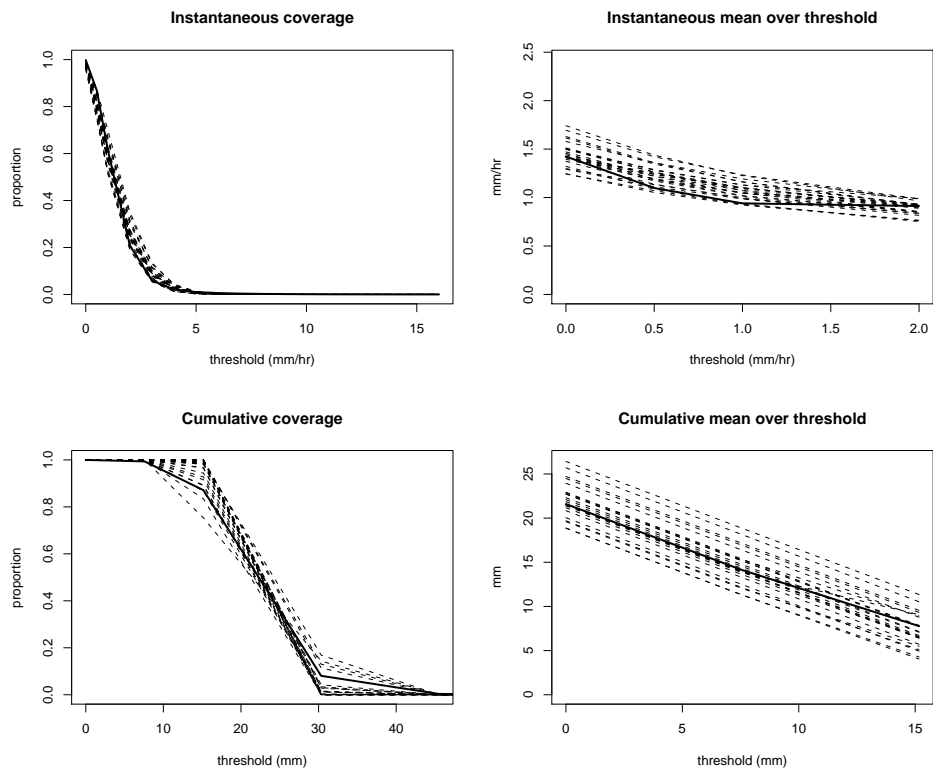 Instantaneous coverage
proportion
1.0
0.8
0.6
0.4
0.2
0.0
0 5 10 15
threshold (mm/hr)
Instantaneous mean over threshold
mm/hr
2.5
2.0
1.5
1.0
0.5
0.0
0.0 0.5 1.0 1.5 2.0
threshold (mm/hr)
Cumulative coverage
proportion
1.0
0.8
0.6
0.4
0.2
0.0
0 10 20 30 40
threshold (mm)
Cumulative mean over threshold
mm
25
20
15
10
5
0
0 5 10 15
threshold (mm)